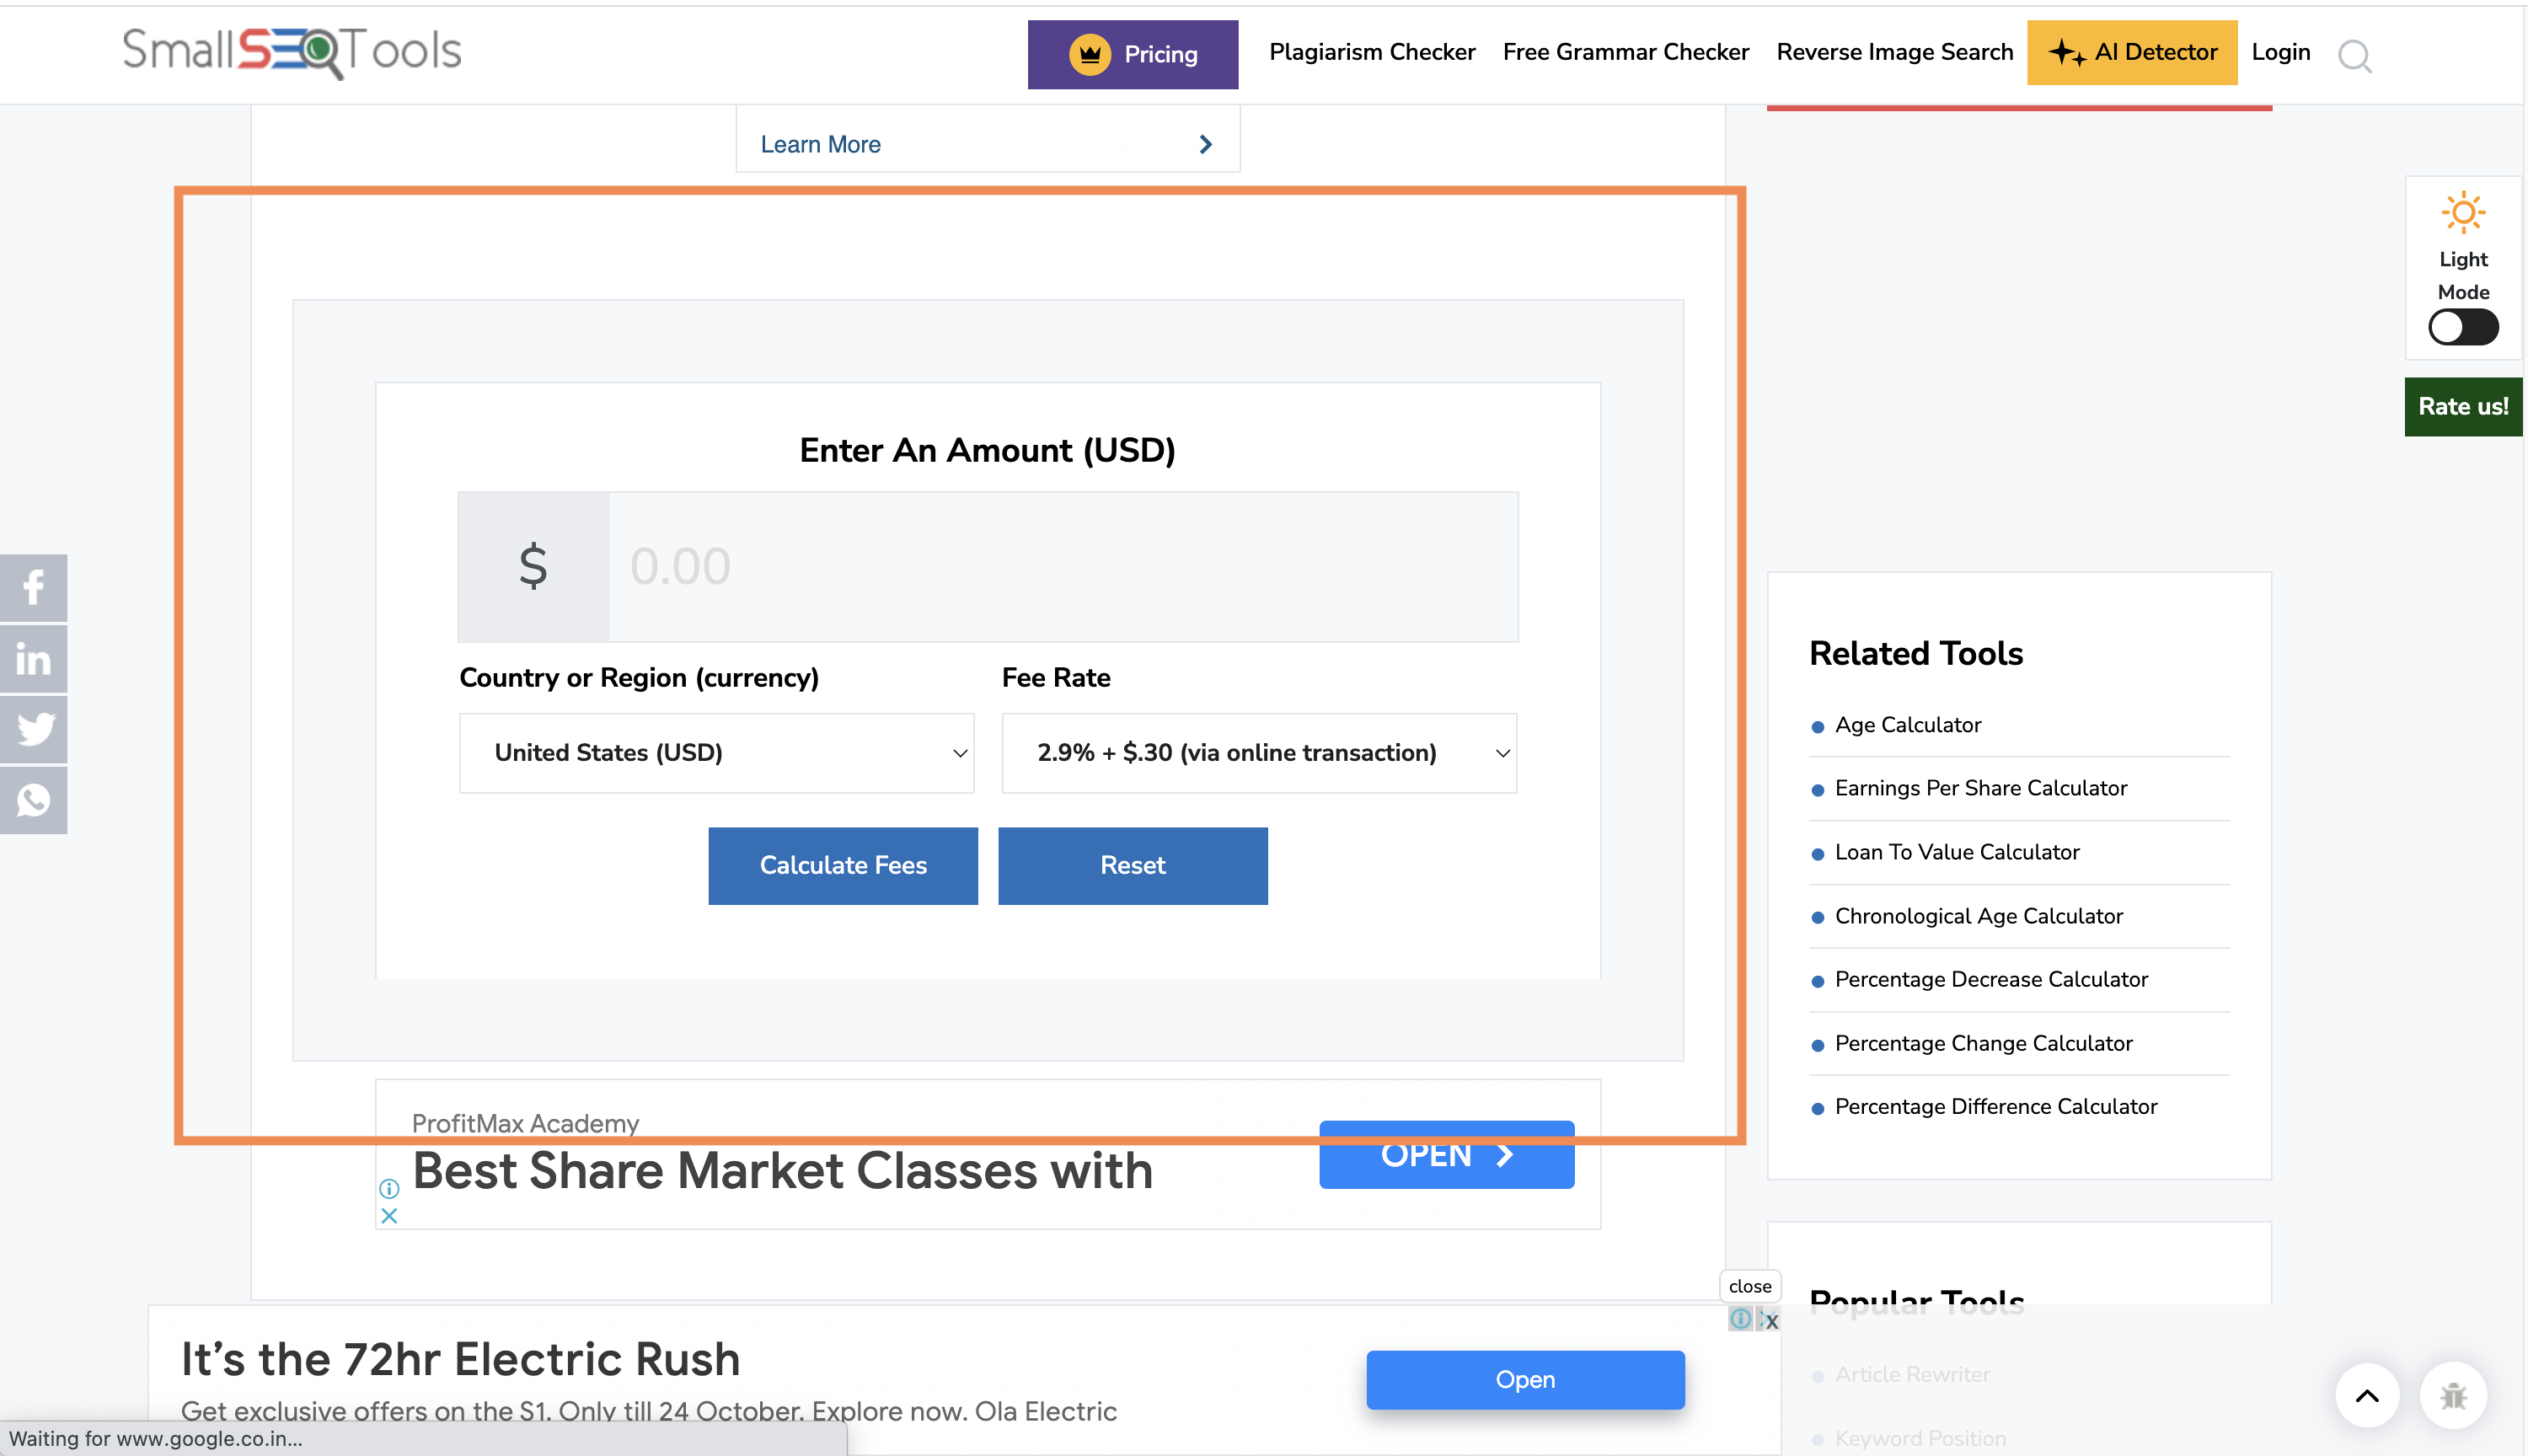 SmallSEOTools
Pricing
Plagiarism Checker
Free Grammar Checker
Reverse Image Search
AI Detector
Login
Learn More
Light
Mode
Rate us!
Enter An Amount (USD)
$
0.00
Country or Region (currency)
Fee Rate
United States (USD)
2.9% + $.30 (via online transaction)
Calculate Fees
Reset
Related Tools
Age Calculator
Earnings Per Share Calculator
Loan To Value Calculator
Chronological Age Calculator
Percentage Decrease Calculator
Percentage Change Calculator
Percentage Difference Calculator
ProfitMax Academy
Best Share Market Classes with
OPEN
close
X
Popular Tools
Article Rewriter
Keyword Position
It’s the 72hr Electric Rush
Get exclusive offers on the S1. Only till 24 October. Explore now. Ola Electric
Open
Waiting for www.google.co.in...